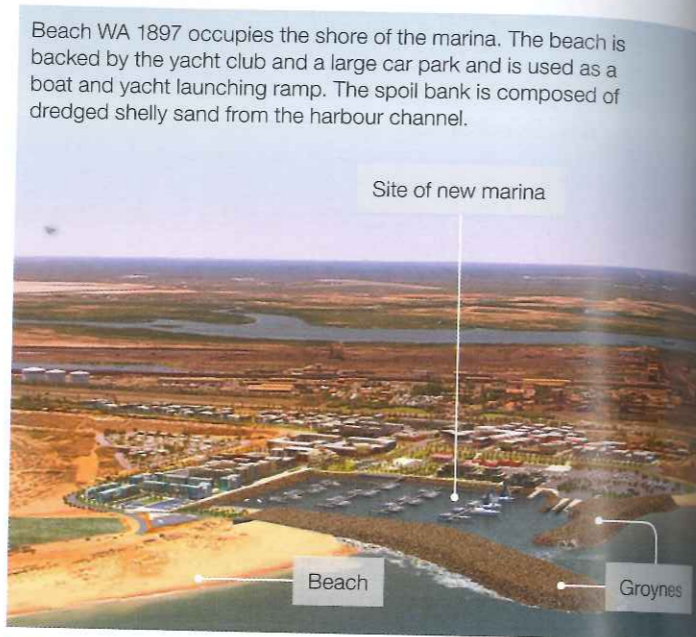 Beach WA 1897 occupies the shore of the marina. The beach is
backed by the yacht club and a large car park and is used as a
boat and yacht launching ramp. The spoil bank is composed of
dredged shelly sand from the harbour channel.
Site of new marina
Beach
Groynes